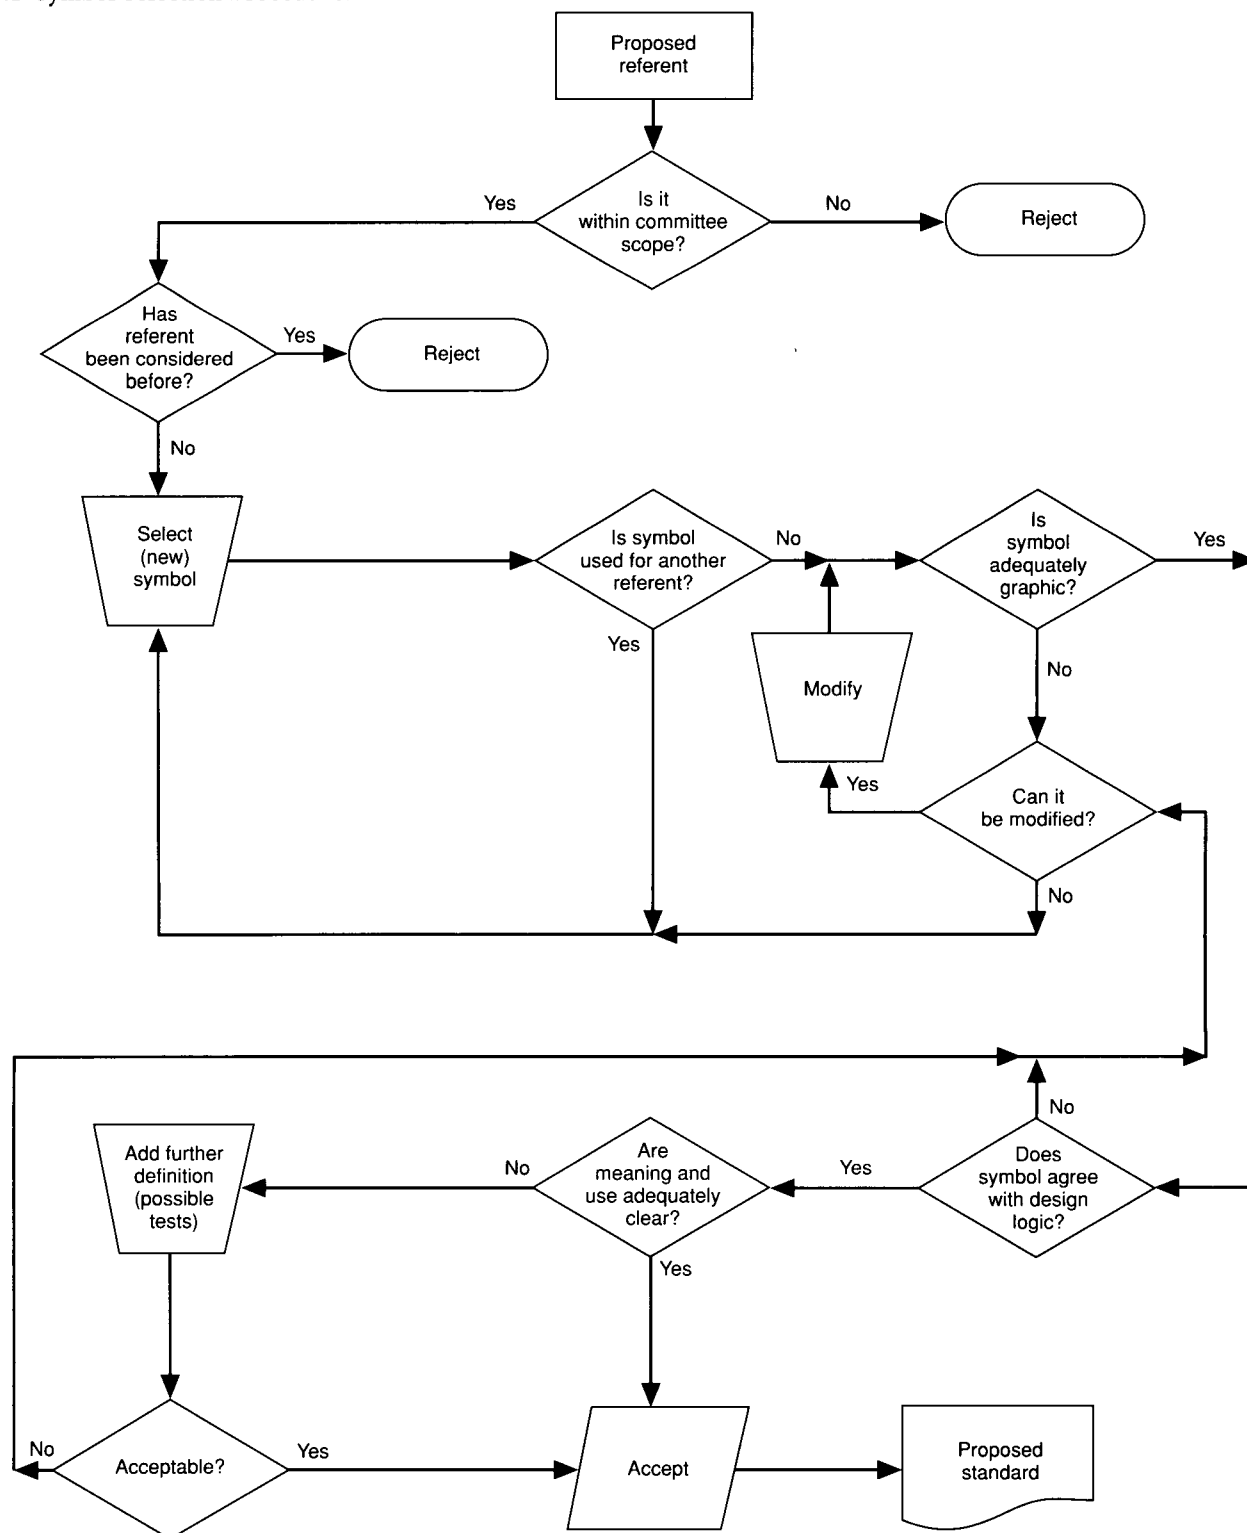 Proposed
referent
Is it
within committee
scope?
Yes
No
Reject
Has
referent
been considered
before?
Yes
Reject
No
Select
(new)
symbol
Is symbol
used for another
referent?
No
Is
symbol
adequately
graphic?
Yes
Yes
No
Modify
Yes
Can it
be modified?
No
No
Add further
definition
(possible
tests)
No
Are
meaning and
use adequately
clear?
Yes
Does
symbol agree
with design
logic?
Yes
No
Acceptable?
Yes
Accept
Proposed
standard